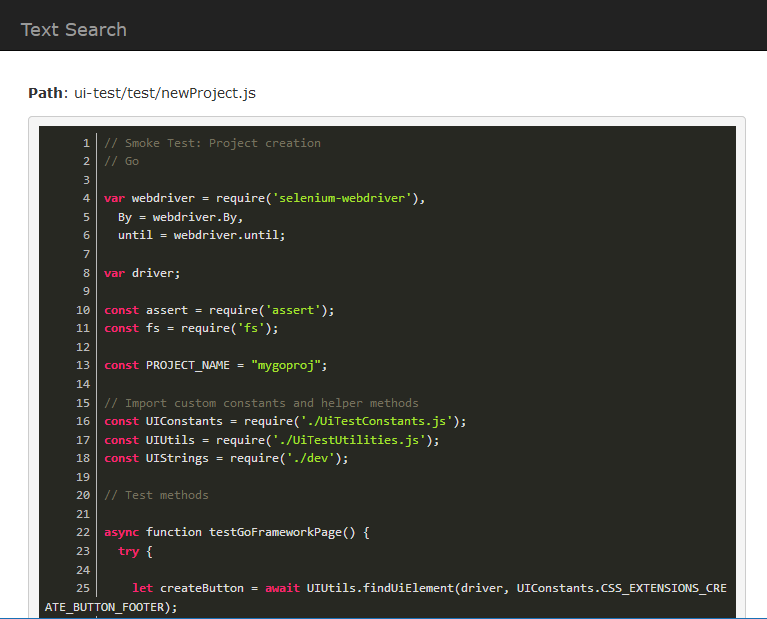 Text Search
Path: ui-test/test/newProject.js
1 // Smoke Test: Project creation
2 // Go
3
4 var webdriver = require('selenium-webdriver'),
5   By = webdriver.By,
6   until = webdriver.until;
7
8 var driver;
9
10 const assert = require('assert');
11 const fs = require('fs');
12
13 const PROJECT_NAME = "mygoproj";
14
15 // Import custom constants and helper methods
16 const UIConstants = require('./UiTestConstants.js');
17 const UIUtils = require('./UiTestUtilities.js');
18 const UIStrings = require('./dev');
19
20 // Test methods
21
22 async function testGoFrameworkPage() {
23   try {
24
25     let createButton = await UIUtils.findUiElement(driver, UIConstants.CSS_EXTENSIONS_CRE
ATE_BUTTON_FOOTER);